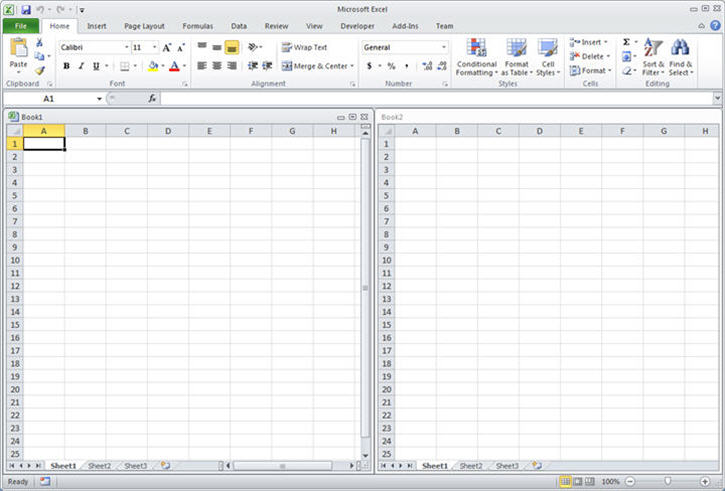 Microsoft Excel
File Home Insert Page Layout Formulas Data Review View Developer Add-Ins Team
Paste
Clipboard
Calibri 11 A A
B I U A
Font
Wrap Text
Merge & Center
Alignment
General
$ % ,
Number
Conditional Formatting
Format as Table
Cell Styles
Styles
Insert
Delete
Format
Cells
Σ
Sort & Filter
Find & Select
Editing
A1 fx
Book1
A B C D E F G H
1
2
3
4
5
6
7
8
9
10
11
12
13
14
15
16
17
18
19
20
21
22
23
24
25
Sheet1 Sheet2 Sheet3
Book2
A B C D E F G H
1
2
3
4
5
6
7
8
9
10
11
12
13
14
15
16
17
18
19
20
21
22
23
24
25
Sheet1 Sheet2 Sheet3
Ready 100%